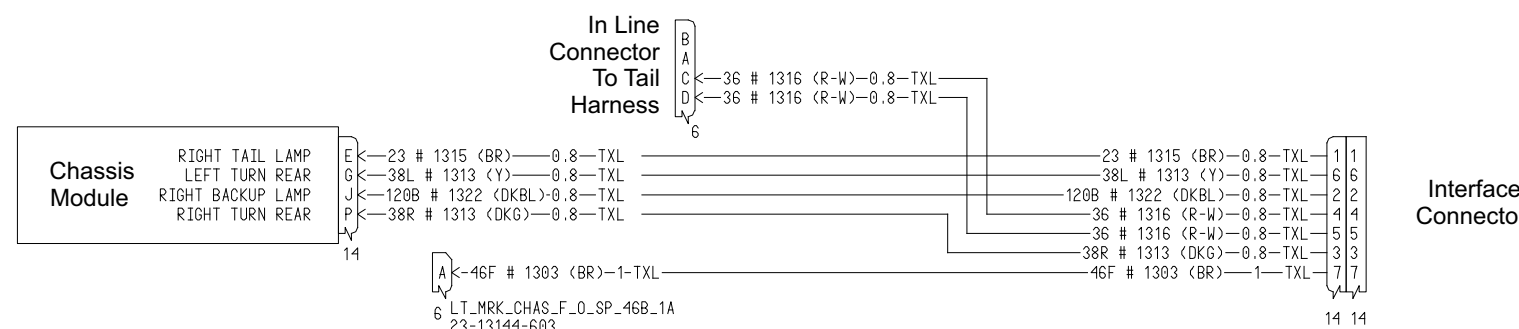 In Line
Connector
To Tail
Harness
B
A
C 36 # 1316 (R-W)-0.8-TXL
D 36 # 1316 (R-W)-0.8-TXL
6
Chassis
Module
RIGHT TAIL LAMP E 23 # 1315 (BR)-0.8-TXL 23 # 1315 (BR)-0.8-TXL 1 1
LEFT TURN REAR G 38L # 1313 (Y)-0.8-TXL 38L # 1313 (Y)-0.8-TXL 6 6
RIGHT BACKUP LAMP J 120B # 1322 (DKBL)-0.8-TXL 120B # 1322 (DKBL)-0.8-TXL 2 2
RIGHT TURN REAR P 38R # 1313 (DKG)-0.8-TXL 36 # 1316 (R-W)-0.8-TXL 4 4
36 # 1316 (R-W)-0.8-TXL 5 5
38R # 1313 (DKG)-0.8-TXL 3 3
14
A 46F # 1303 (BR)-1-TXL 46F # 1303 (BR)-1-TXL 7 7
6 LT_MRK_CHAS_F_O_SP_46B_1A
23-13144-603
14 14
Interface
Connecto